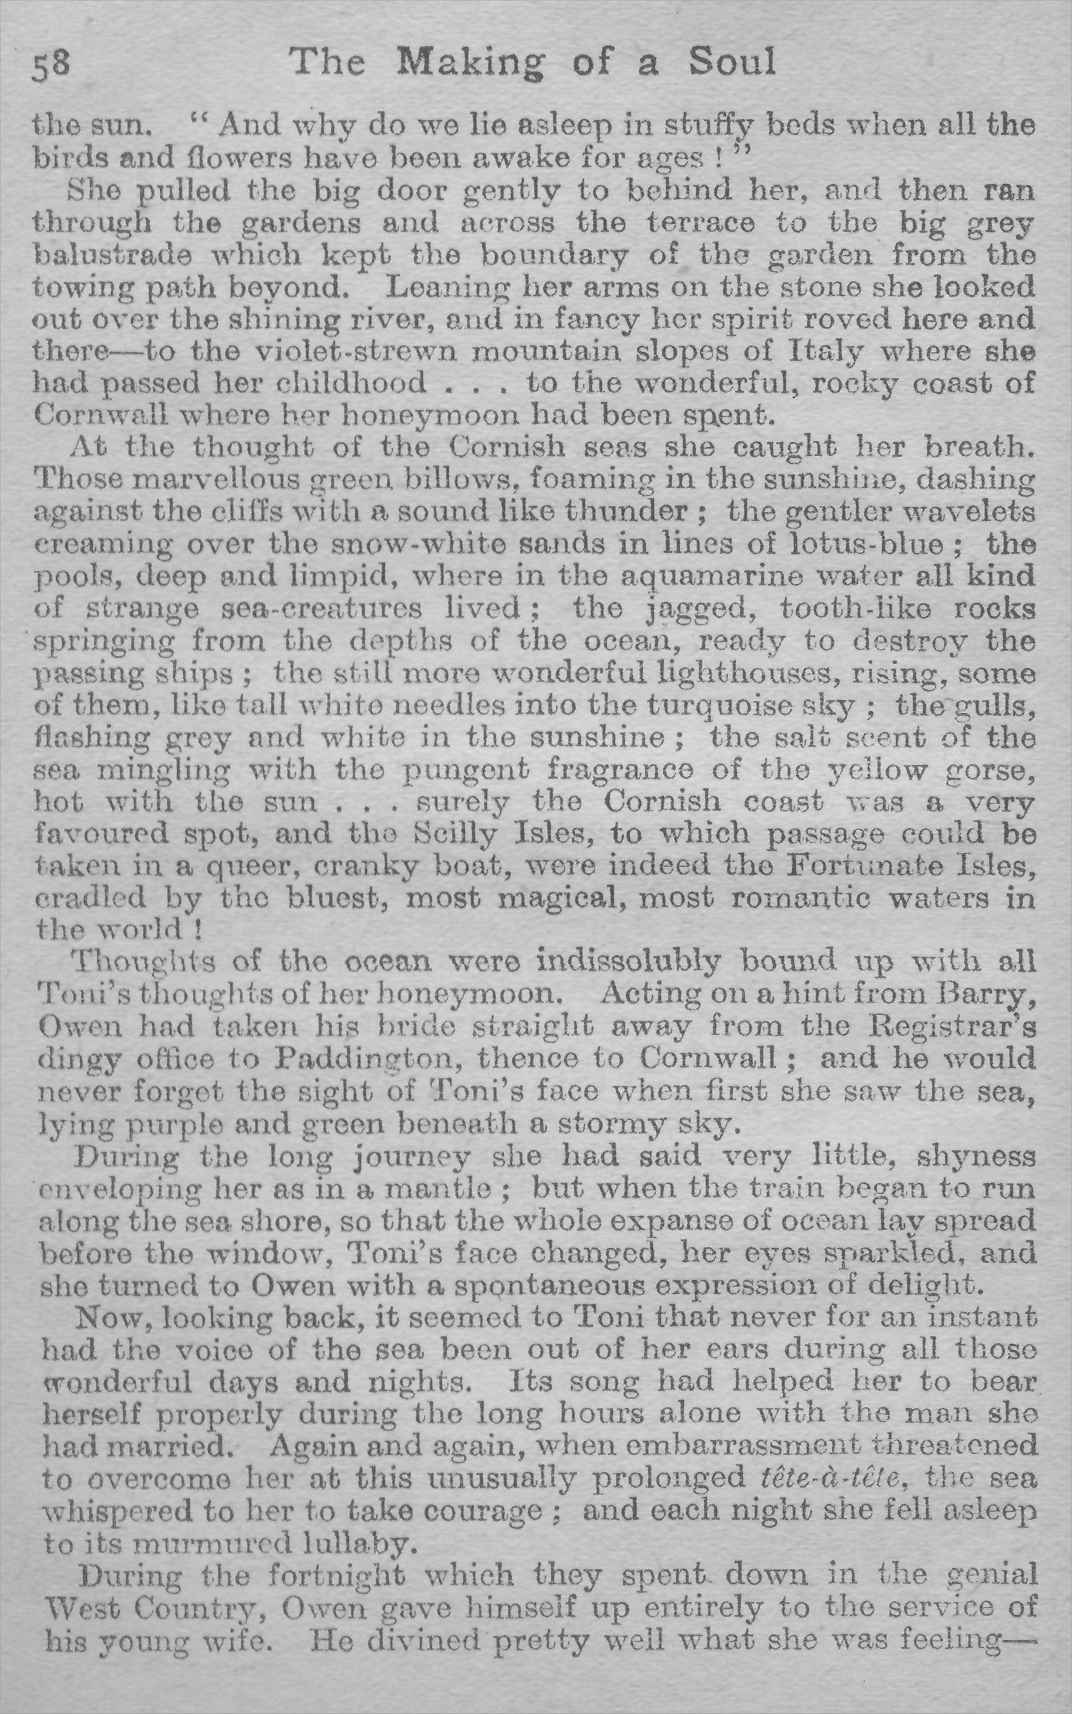 58 The Making of a Soul
the sun. “ And why do we lie asleep in stuffy beds when all the
birds and flowers have been awake for ages ! ”
She pulled the big door gently to behind her, and then ran
through the gardens and across the terrace to the big grey
balustrade which kept the boundary of the garden from the
towing path beyond. Leaning her arms on the stone she looked
out over the shining river, and in fancy her spirit roved here and
there—to the violet-strewn mountain slopes of Italy where she
had passed her childhood . . . to the wonderful, rocky coast of
Cornwall where her honeymoon had been spent.
At the thought of the Cornish seas she caught her breath.
Those marvellous green billows, foaming in the sunshine, dashing
against the cliffs with a sound like thunder ; the gentler wavelets
creaming over the snow-white sands in lines of lotus-blue ; the
pools, deep and limpid, where in the aquamarine water all kind
of strange sea-creatures lived ; the jagged, tooth-like rocks
springing from the depths of the ocean, ready to destroy the
passing ships ; the still more wonderful lighthouses, rising, some
of them, like tall white needles into the turquoise sky ; the gulls,
flashing grey and white in the sunshine ; the salt scent of the
sea mingling with the pungent fragrance of the yellow gorse,
hot with the sun . . . surely the Cornish coast was a very
favoured spot, and the Scilly Isles, to which passage could be
taken in a queer, cranky boat, were indeed the Fortunate Isles,
cradled by the bluest, most magical, most romantic waters in
the world !
Thoughts of the ocean were indissolubly bound up with all
Toni's thoughts of her honeymoon. Acting on a hint from Barry,
Owen had taken his bride straight away from the Registrar's
dingy office to Paddington, thence to Cornwall ; and he would
never forget the sight of Toni's face when first she saw the sea,
lying purple and green beneath a stormy sky.
During the long journey she had said very little, shyness
enveloping her as in a mantle ; but when the train began to run
along the sea shore, so that the whole expanse of ocean lay spread
before the window, Toni's face changed, her eyes sparkled, and
she turned to Owen with a spontaneous expression of delight.
Now, looking back, it seemed to Toni that never for an instant
had the voice of the sea been out of her ears during all those
wonderful days and nights. Its song had helped her to bear
herself properly during the long hours alone with the man she
had married. Again and again, when embarrassment threatened
to overcome her at this unusually prolonged tête-à-tête, the sea
whispered to her to take courage ; and each night she fell asleep
to its murmured lullaby.
During the fortnight which they spent down in the genial
West Country, Owen gave himself up entirely to the service of
his young wife. He divined pretty well what she was feeling—